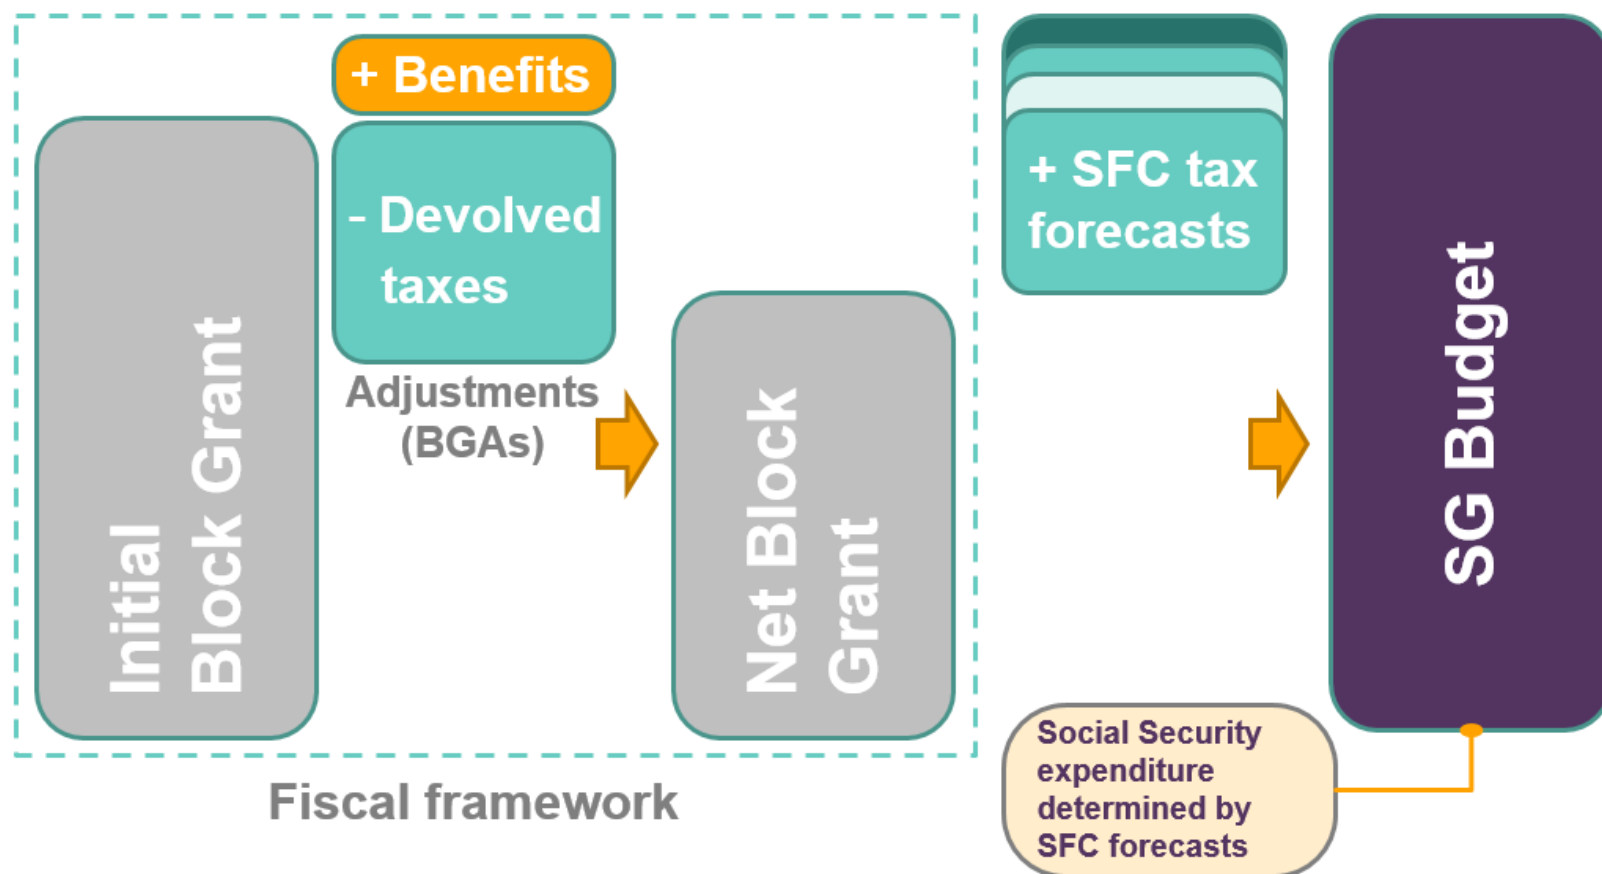 Initial
Block Grant
+ Benefits
- Devolved
taxes
Adjustments
(BGAs)
Net Block
Grant
Fiscal framework
+ SFC tax
forecasts
SG Budget
Social Security
expenditure
determined by
SFC forecasts